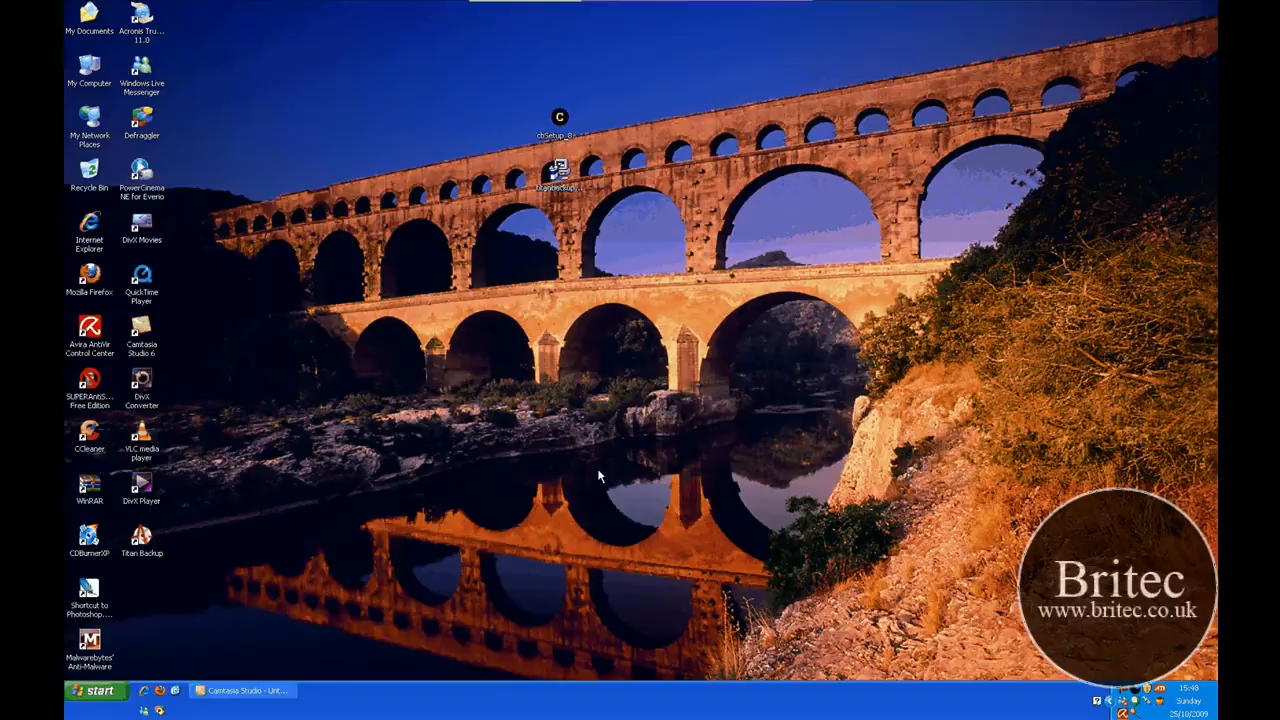 My Documents
Acronis Tru...
11.0
My Computer
Windows Live
Messenger
My Network
Places
Defraggler
Recycle Bin
PowerCinema
NE for Everio
Internet
Explorer
DivX Movies
Mozilla Firefox
QuickTime
Player
Avira AntiVir
Control Center
Camtasia
Studio 6
SUPERAntiS...
Free Edition
DivX
Converter
CCleaner
VLC media
player
WinRAR
DivX Player
CDBurnerXP
Titan Backup
Shortcut to
Photoshop....
Malwarebytes'
Anti-Malware
C
Britec
www.britec.co.uk
start
Camtasia Studio - Unt...
15:48
Sunday
25/10/2009